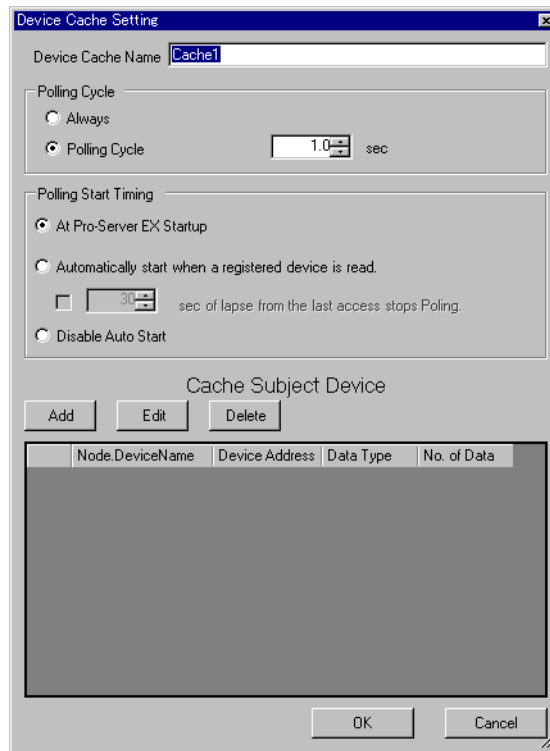 Device Cache Setting
Device Cache Name Cache1
Polling Cycle
Always
Polling Cycle 1.0 sec
Polling Start Timing
At Pro-Server EX Startup
Automatically start when a registered device is read.
30 sec of lapse from the last access stops Poling.
Disable Auto Start
Cache Subject Device
Add Edit Delete
Node.DeviceName Device Address Data Type No. of Data
OK Cancel